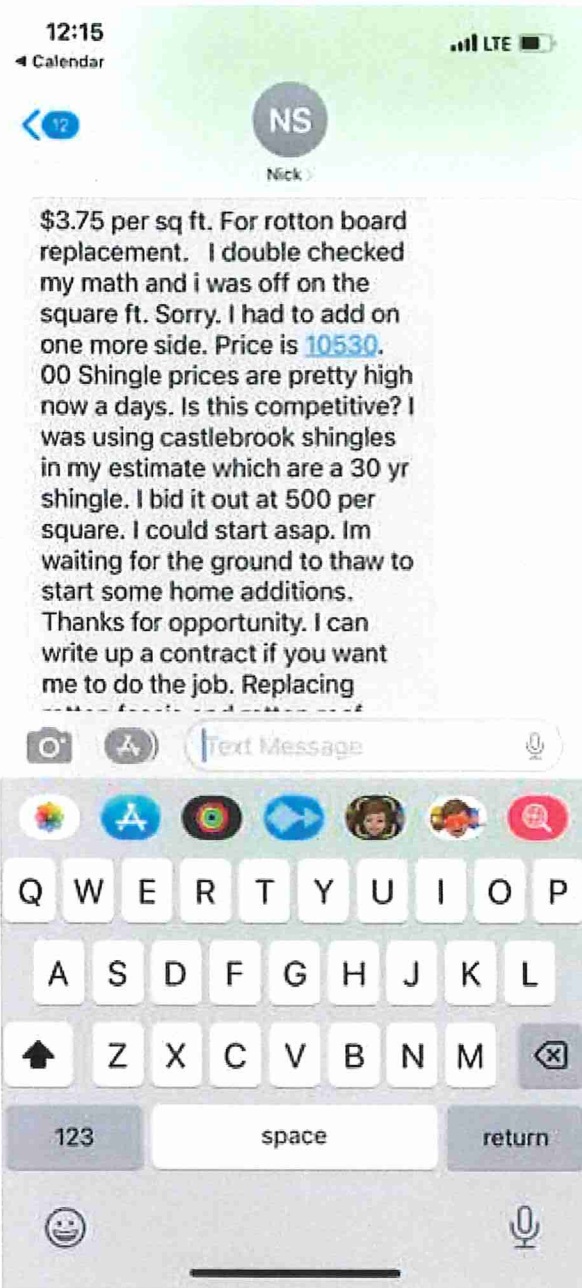 12:15
LTE
◄ Calendar
12
NS
Nick
$3.75 per sq ft. For rotton board
replacement. I double checked
my math and i was off on the
square ft. Sorry. I had to add on
one more side. Price is 10530.
00 Shingle prices are pretty high
now a days. Is this competitive? I
was using castlebrook shingles
in my estimate which are a 30 yr
shingle. I bid it out at 500 per
square. I could start asap. Im
waiting for the ground to thaw to
start some home additions.
Thanks for opportunity. I can
write up a contract if you want
me to do the job. Replacing
Text Message
Q W E R T Y U I O P
A S D F G H J K L
Z X C V B N M
123 space return